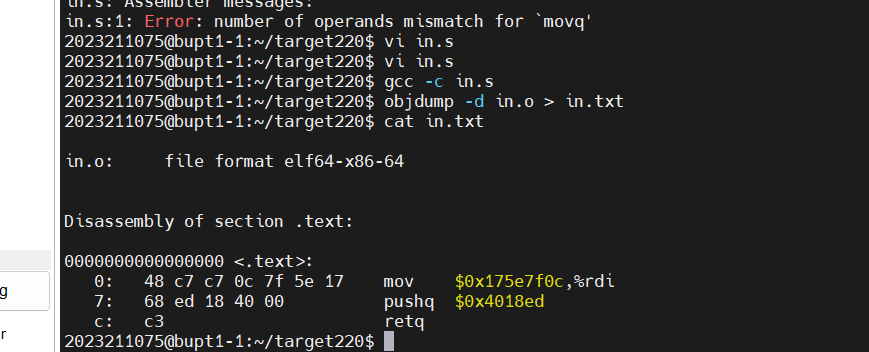 in.s: Assembler messages:
in.s:1: Error: number of operands mismatch for `movq'
2023211075@bupt1-1:~/target220$ vi in.s
2023211075@bupt1-1:~/target220$ vi in.s
2023211075@bupt1-1:~/target220$ gcc -c in.s
2023211075@bupt1-1:~/target220$ objdump -d in.o > in.txt
2023211075@bupt1-1:~/target220$ cat in.txt
in.o:     file format elf64-x86-64
Disassembly of section .text:
0000000000000000 <.text>:
   0:   48 c7 c7 0c 7f 5e 17    mov    $0x175e7f0c,%rdi
   7:   68 ed 18 40 00          pushq  $0x4018ed
   c:   c3                      retq
2023211075@bupt1-1:~/target220$
g
r